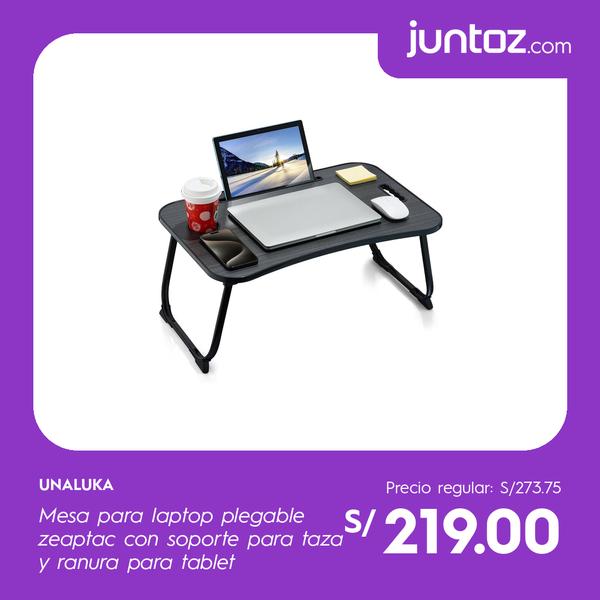 juntoz.com
UNALUKA
Mesa para laptop plegable
zeaptac con soporte para taza
y ranura para tablet
Precio regular: S/273.75
S/ 219.00